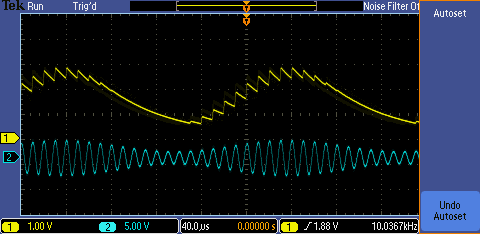 Tek Run Trig'd Noise Filter Of
Autoset
1
2
Undo
Autoset
1 1.00 V 2 5.00 V 40.0µs 0.00000 s 1 1.88 V 10.0367kHz